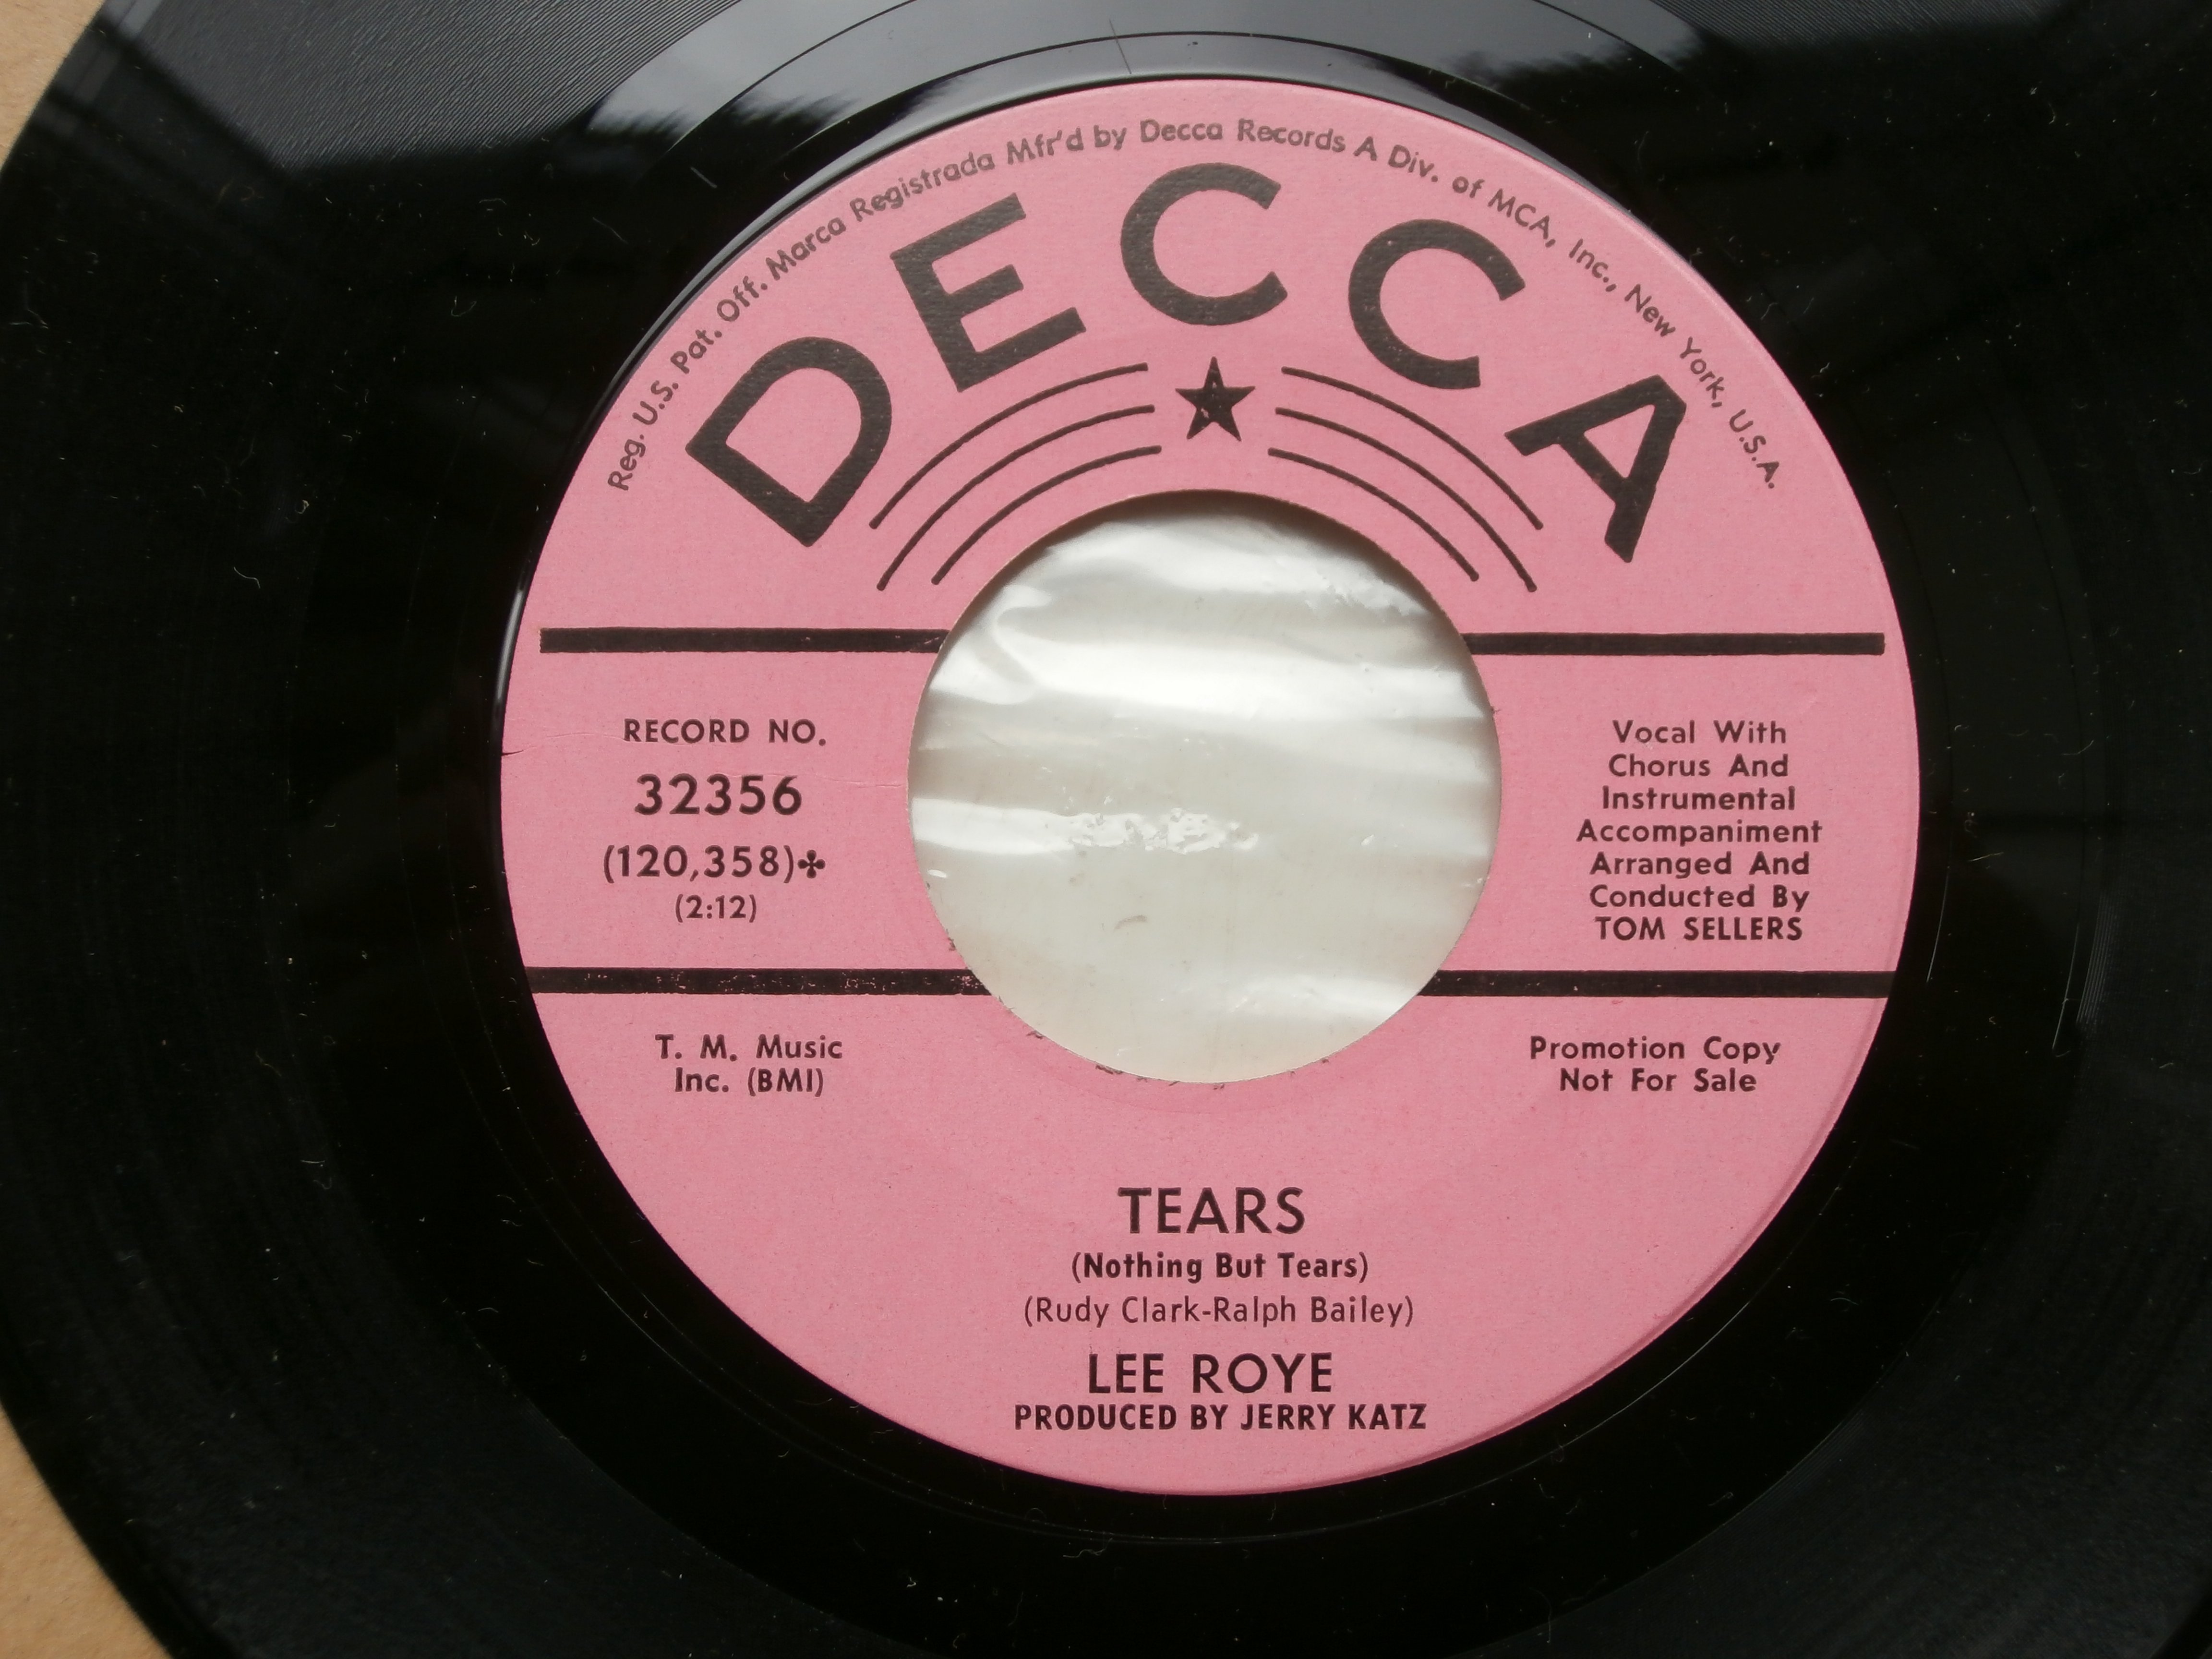 Reg. U.S. Pat. Off. Marca Registrada Mfr'd by Decca Records A Div. of MCA, Inc., New York, U.S.A.
DECCA
RECORD NO.
32356
(120,358)✤
(2:12)
Vocal With
Chorus And
Instrumental
Accompaniment
Arranged And
Conducted By
TOM SELLERS
T. M. Music
Inc. (BMI)
Promotion Copy
Not For Sale
TEARS
(Nothing But Tears)
(Rudy Clark-Ralph Bailey)
LEE ROYE
PRODUCED BY JERRY KATZ